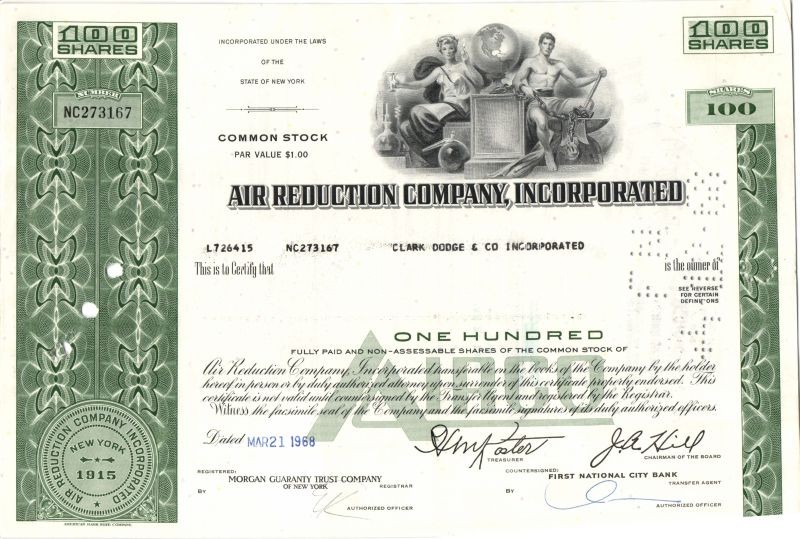 100
SHARES
100
SHARES
INCORPORATED UNDER THE LAWS
OF THE
STATE OF NEW YORK
NUMBER
NC273167
SHARES
100
COMMON STOCK
PAR VALUE $1.00
AIR REDUCTION COMPANY, INCORPORATED
L726415 NC273167 CLARK DODGE & CO INCORPORATED
This is to Certify that
is the owner of
SEE REVERSE
FOR CERTAIN
DEFINITIONS
ONE HUNDRED
FULLY PAID AND NON-ASSESSABLE SHARES OF THE COMMON STOCK OF
Air Reduction Company, Incorporated transferable on the books of the Company by the holder
hereof in person or by duly authorized attorney upon surrender of this certificate properly endorsed. This
certificate is not valid until countersigned by the Transfer Agent and registered by the Registrar.
Witness the facsimile seal of the Company and the facsimile signatures of its duly authorized officers.
Dated MAR 21 1968
TREASURER
J.A. Hill
CHAIRMAN OF THE BOARD
AIR REDUCTION COMPANY INCORPORATED
NEW YORK
1915
REGISTERED:
MORGAN GUARANTY TRUST COMPANY
OF NEW YORK
REGISTRAR
BY
AUTHORIZED OFFICER
COUNTERSIGNED:
FIRST NATIONAL CITY BANK
TRANSFER AGENT
BY
AUTHORIZED OFFICER
AMERICAN BANK NOTE COMPANY